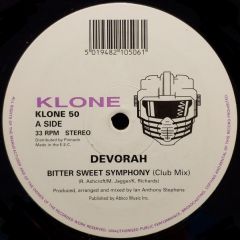 5 019482 105061
KLONE
KLONE 50
A SIDE
33 RPM STEREO
Distributed by Pinnacle
Made in the E.E.C.
DEVORAH
BITTER SWEET SYMPHONY (Club Mix)
(R. Ashcroft/M. Jagger/K. Richards)
Produced, arranged and mixed by Ian Anthony Stephens
Published by Abkco Music Inc.